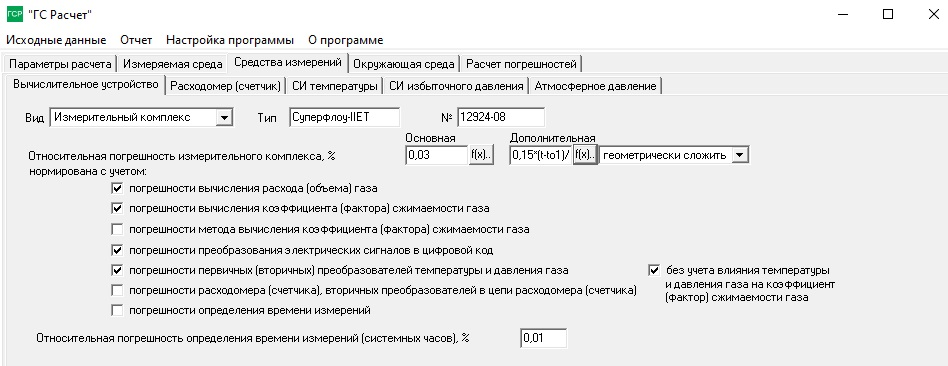 ГСР "ГС Расчет"
Исходные данные Отчет Настройка программы О программе
Параметры расчета Измеряемая среда Средства измерений Окружающая среда Расчет погрешностей
Вычислительное устройство Расходомер (счетчик) СИ температуры СИ избыточного давления Атмосферное давление
Вид Измерительный комплекс Тип Суперфлоу-IIЕТ № 12924-08
Основная Дополнительная
Относительная погрешность измерительного комплекса, % 0,03 f(x).. 0,15*(t-to1)/ f(x).. геометрически сложить
нормирована с учетом:
погрешности вычисления расхода (объема) газа
погрешности вычисления коэффициента (фактора) сжимаемости газа
погрешности метода вычисления коэффициента (фактора) сжимаемости газа
погрешности преобразования электрических сигналов в цифровой код
погрешности первичных (вторичных) преобразователей температуры и давления газа
без учета влияния температуры
и давления газа на коэффициент
(фактор) сжимаемости газа
погрешности расходомера (счетчика), вторичных преобразователей в цепи расходомера (счетчика)
погрешности определения времени измерений
Относительная погрешность определения времени измерений (системных часов), % 0,01